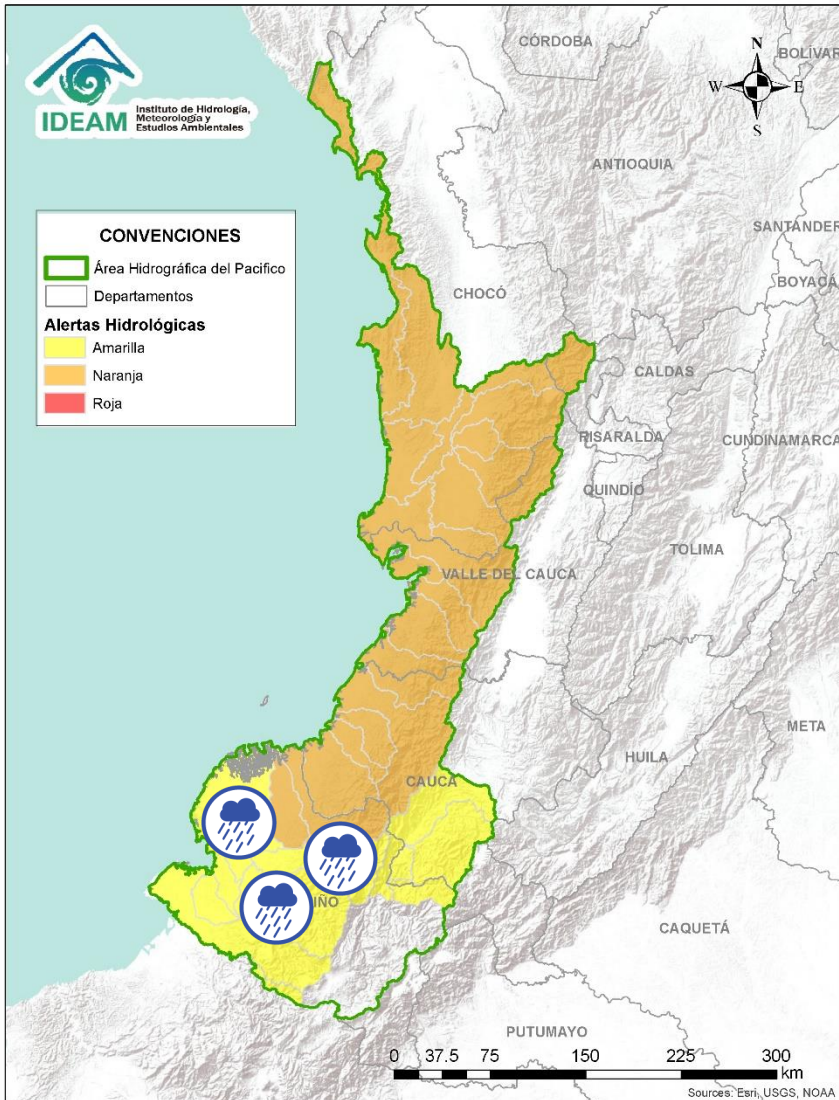 IDEAM
Instituto de Hidrología,
Meteorología y
Estudios Ambientales
N
W
E
S
CÓRDOBA
BOLÍVAR
ANTIOQUIA
SANTANDER
BOYACÁ
CHOCÓ
CALDAS
RISARALDA
CUNDINAMARCA
QUINDÍO
TOLIMA
VALLE DEL CAUCA
META
HUILA
CAUCA
IÑO
CAQUETÁ
PUTUMAYO
CONVENCIONES
Área Hidrográfica del Pacifico
Departamentos
Alertas Hidrológicas
Amarilla
Naranja
Roja
0 37.5 75 150 225 300
km
Sources: Esri, USGS, NOAA